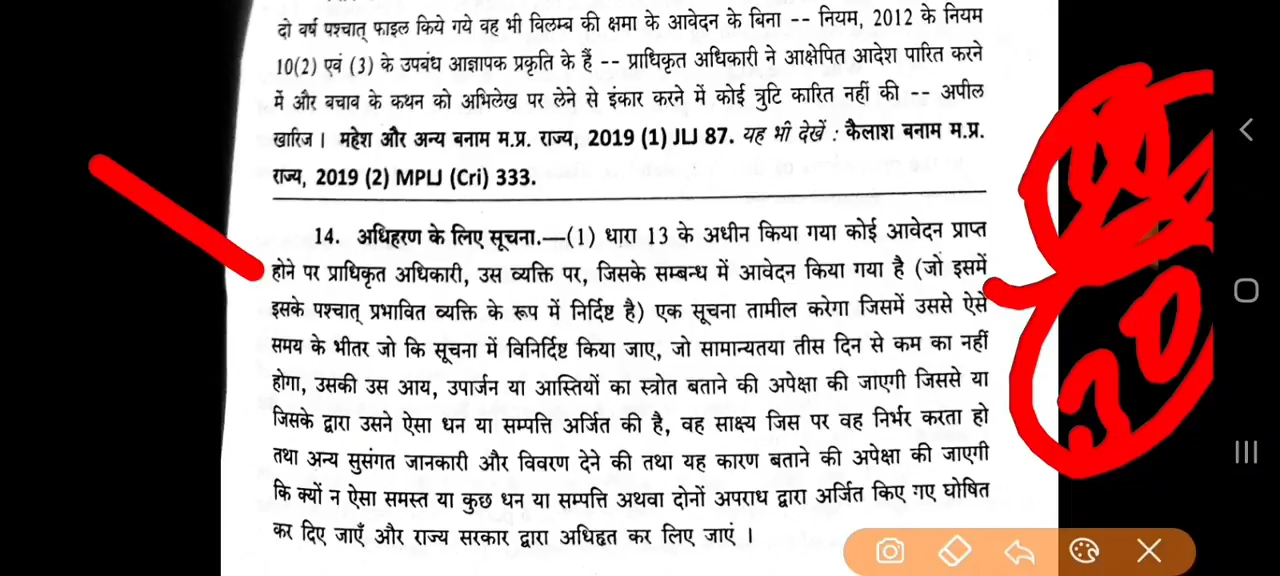 दो वर्ष पश्चात् फाइल किये गये वह भी विलम्ब की क्षमा के आवेदन के बिना -- नियम, 2012 के नियम
10(2) एवं (3) के उपबंध आज्ञापक प्रकृति के हैं -- प्राधिकृत अधिकारी ने आक्षेपित आदेश पारित करने
में और बचाव के कथन को अभिलेख पर लेने से इंकार करने में कोई त्रुटि कारित नहीं की -- अपील
खारिज। महेश और अन्य बनाम म.प्र. राज्य, 2019 (1) JLJ 87. यह भी देखें : कैलाश बनाम म.प्र.
राज्य, 2019 (2) MPLJ (Cri) 333.
14. अधिहरण के लिए सूचना.—(1) धारा 13 के अधीन किया गया कोई आवेदन प्राप्त
होने पर प्राधिकृत अधिकारी, उस व्यक्ति पर, जिसके सम्बन्ध में आवेदन किया गया है (जो इसमें
इसके पश्चात् प्रभावित व्यक्ति के रूप में निर्दिष्ट है) एक सूचना तामील करेगा जिसमें उससे ऐसे
समय के भीतर जो कि सूचना में विनिर्दिष्ट किया जाए, जो सामान्यतया तीस दिन से कम का नहीं
होगा, उसकी उस आय, उपार्जन या आस्तियों का स्त्रोत बताने की अपेक्षा की जाएगी जिससे या
जिसके द्वारा उसने ऐसा धन या सम्पत्ति अर्जित की है, वह साक्ष्य जिस पर वह निर्भर करता हो
तथा अन्य सुसंगत जानकारी और विवरण देने की तथा यह कारण बताने की अपेक्षा की जाएगी
कि क्यों न ऐसा समस्त या कुछ धन या सम्पत्ति अथवा दोनों अपराध द्वारा अर्जित किए गए घोषित
कर दिए जाएँ और राज्य सरकार द्वारा अधिहृत कर लिए जाएं ।
30